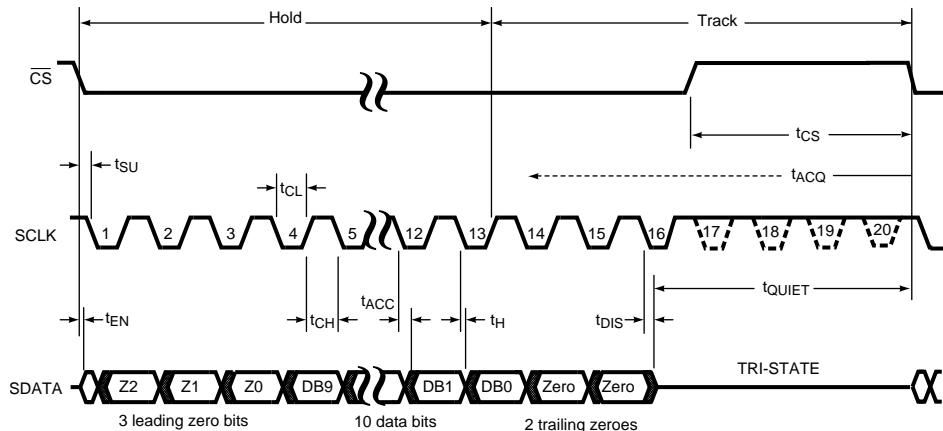 Hold Track
CS
tCS
tSU
tACQ
tCL
SCLK 1 2 3 4 5 12 13 14 15 16 17 18 19 20
tQUIET
tACC
tEN tCH tH tDIS
TRI-STATE
SDATA Z2 Z1 Z0 DB9 DB1 DB0 Zero Zero
3 leading zero bits 10 data bits 2 trailing zeroes